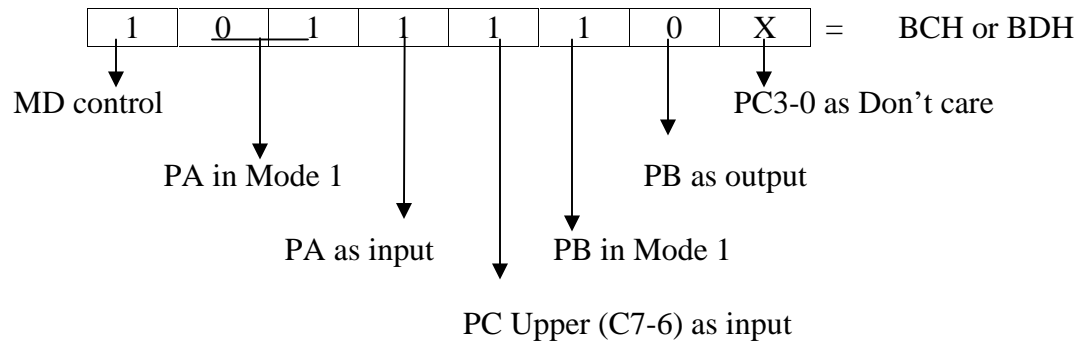 1 0 1 1 1 1 0 X = BCH or BDH
MD control PC3-0 as Don't care
PA in Mode 1 PB as output
PA as input PB in Mode 1
PC Upper (C7-6) as input